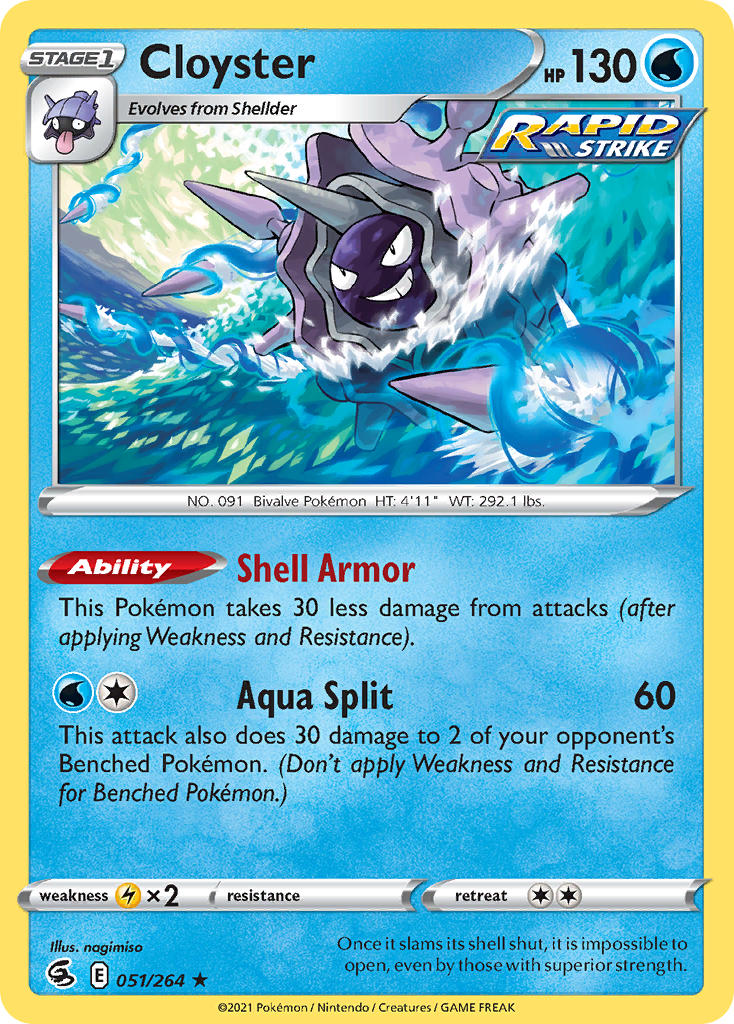 STAGE1
Cloyster
HP 130
Evolves from Shellder
RAPID
STRIKE
NO. 091 Bivalve Pokémon HT: 4'11" WT: 292.1 lbs.
Ability Shell Armor
This Pokémon takes 30 less damage from attacks (after
applying Weakness and Resistance).
Aqua Split 60
This attack also does 30 damage to 2 of your opponent's
Benched Pokémon. (Don't apply Weakness and Resistance
for Benched Pokémon.)
weakness ×2 resistance retreat
Illus. nagimiso
E 051/264 ★
Once it slams its shell shut, it is impossible to
open, even by those with superior strength.
©2021 Pokémon / Nintendo / Creatures / GAME FREAK